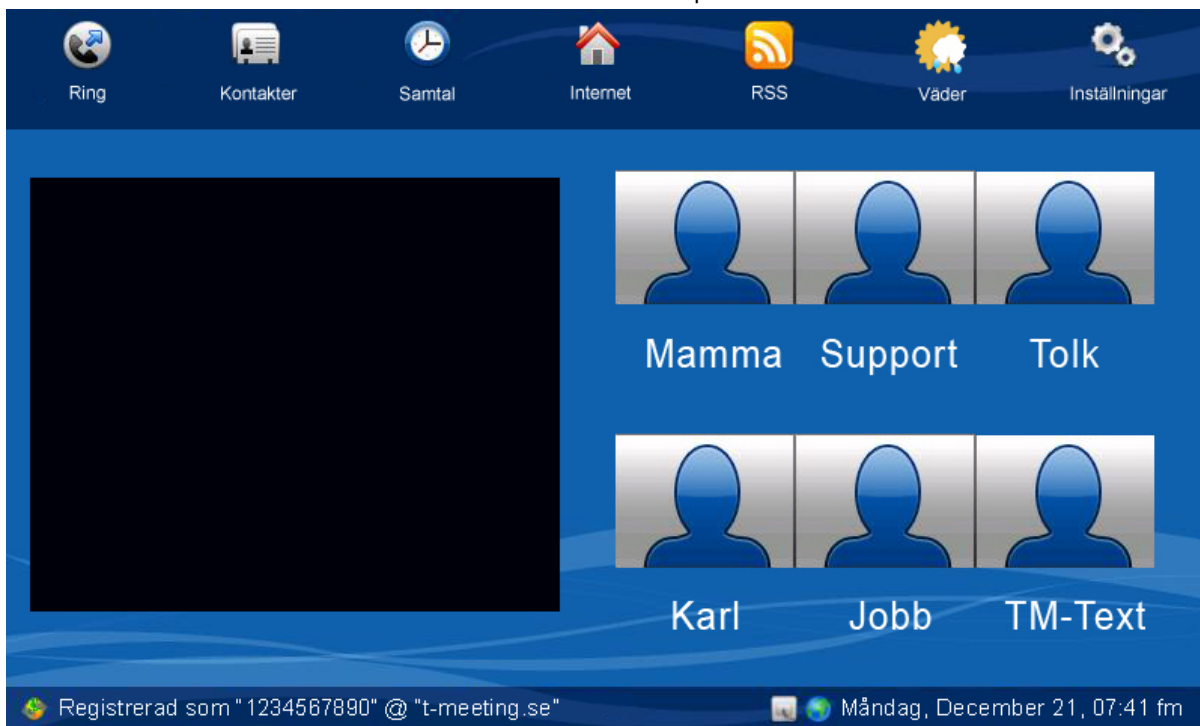 Ring Kontakter Samtal Internet RSS Väder Inställningar
Mamma Support Tolk
Karl Jobb TM-Text
Registrerad som "1234567890" @ "t-meeting.se" Måndag, December 21, 07:41 fm